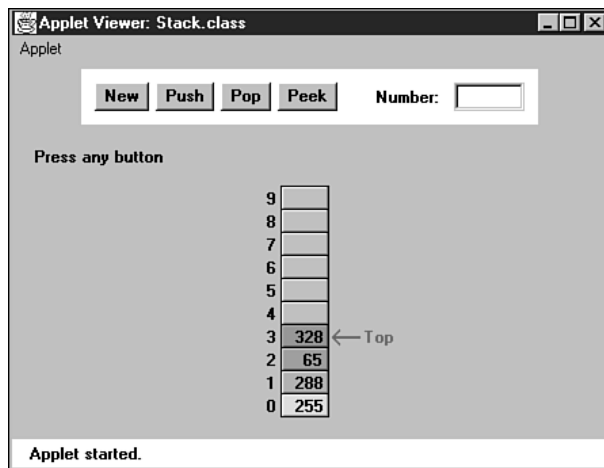 Applet Viewer: Stack.class
Applet
New Push Pop Peek Number:
Press any button
9
8
7
6
5
4
3 328 Top
2 65
1 288
0 255
Applet started.